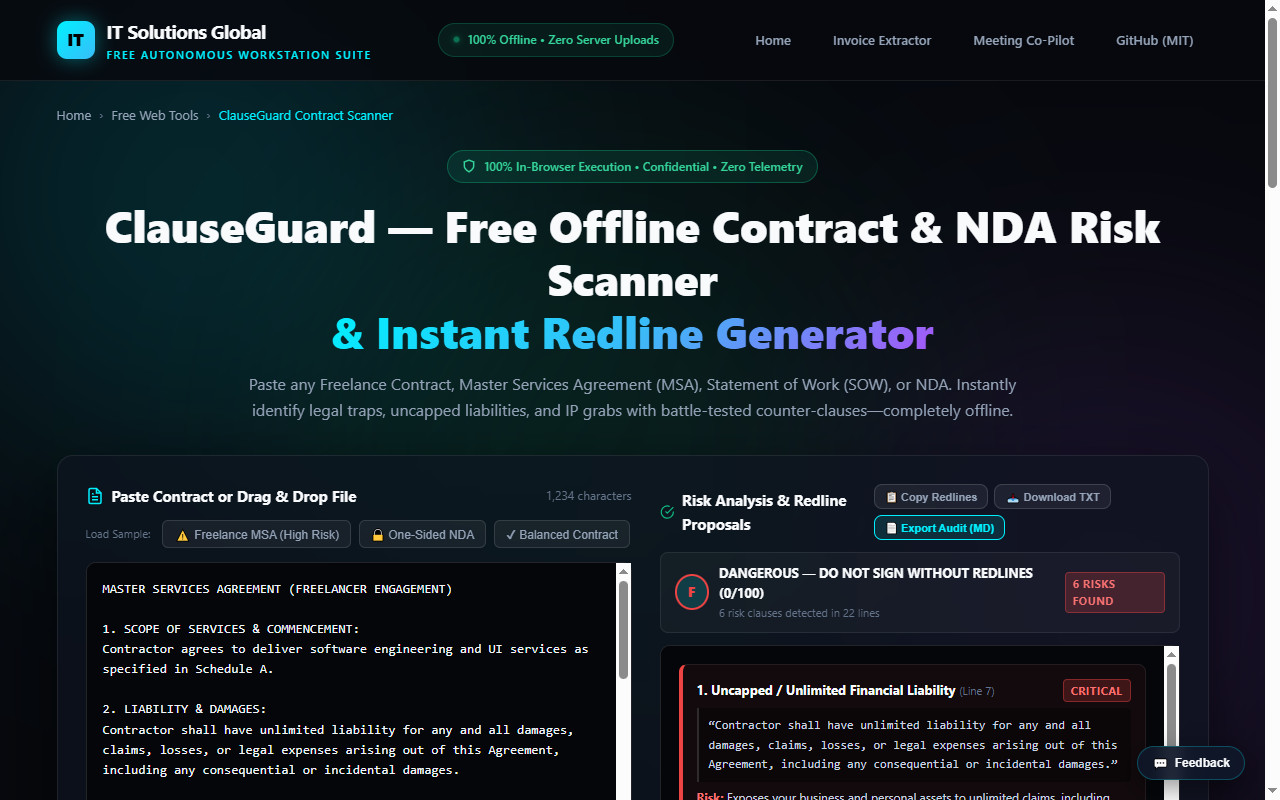 IT
IT Solutions Global
FREE AUTONOMOUS WORKSTATION SUITE
100% Offline • Zero Server Uploads
Home
Invoice Extractor
Meeting Co-Pilot
GitHub (MIT)
Home › Free Web Tools › ClauseGuard Contract Scanner
100% In-Browser Execution • Confidential • Zero Telemetry
ClauseGuard — Free Offline Contract & NDA Risk
Scanner
& Instant Redline Generator
Paste any Freelance Contract, Master Services Agreement (MSA), Statement of Work (SOW), or NDA. Instantly
identify legal traps, uncapped liabilities, and IP grabs with battle-tested counter-clauses—completely offline.
Paste Contract or Drag & Drop File
1,234 characters
Load Sample:
⚠️ Freelance MSA (High Risk)
🔒 One-Sided NDA
✓ Balanced Contract
MASTER SERVICES AGREEMENT (FREELANCER ENGAGEMENT)
1. SCOPE OF SERVICES & COMMENCEMENT:
Contractor agrees to deliver software engineering and UI services as
specified in Schedule A.
2. LIABILITY & DAMAGES:
Contractor shall have unlimited liability for any and all damages,
claims, losses, or legal expenses arising out of this Agreement,
including any consequential or incidental damages.
Risk Analysis & Redline
Proposals
📋 Copy Redlines
📥 Download TXT
📄 Export Audit (MD)
F
DANGEROUS — DO NOT SIGN WITHOUT REDLINES
(0/100)
6 risk clauses detected in 22 lines
6 RISKS
FOUND
1. Uncapped / Unlimited Financial Liability (Line 7)
CRITICAL
“Contractor shall have unlimited liability for any and all
damages, claims, losses, or legal expenses arising out of this
Agreement, including any consequential or incidental damages.”
Risk: Exposes your business and personal assets to unlimited claims, including
💬 Feedback